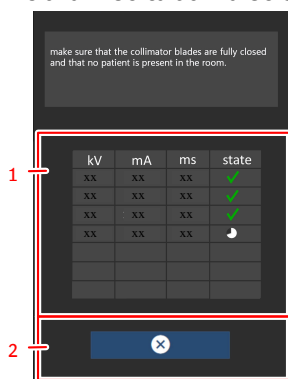 make sure that the collimator blades are fully closed
and that no patient is present in the room.
1
kV mA ms state
xx xx xx
xx xx xx
xx xx xx
xx xx xx
2